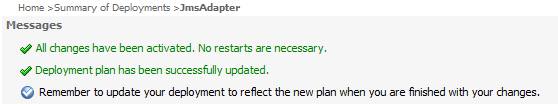 Home >Summary of Deployments >JmsAdapter
Messages
All changes have been activated. No restarts are necessary.
Deployment plan has been successfully updated.
Remember to update your deployment to reflect the new plan when you are finished with your changes.